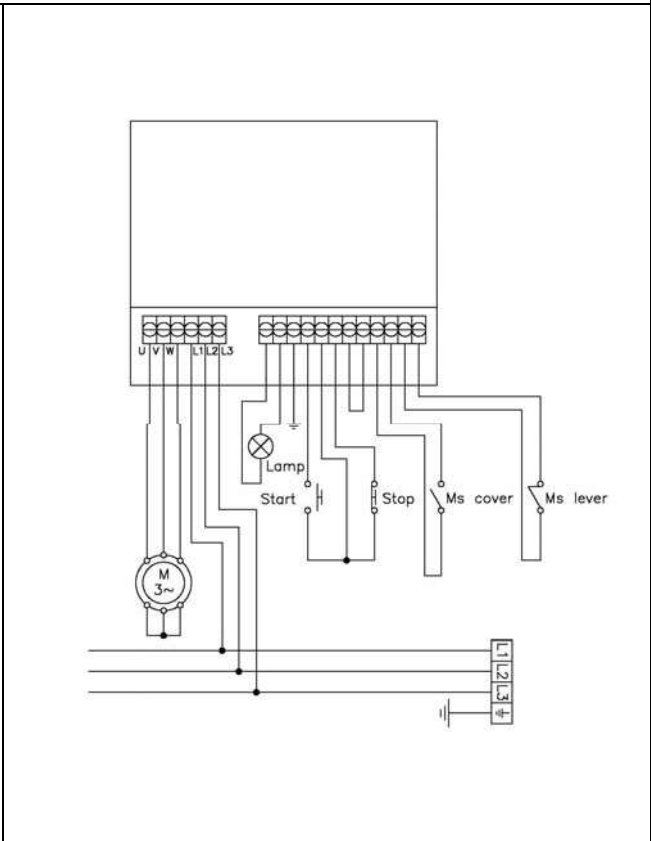 U V W L1 L2 L3
Lamp
Start
Stop
Ms cover
Ms lever
M
3~
L1
L2
L3